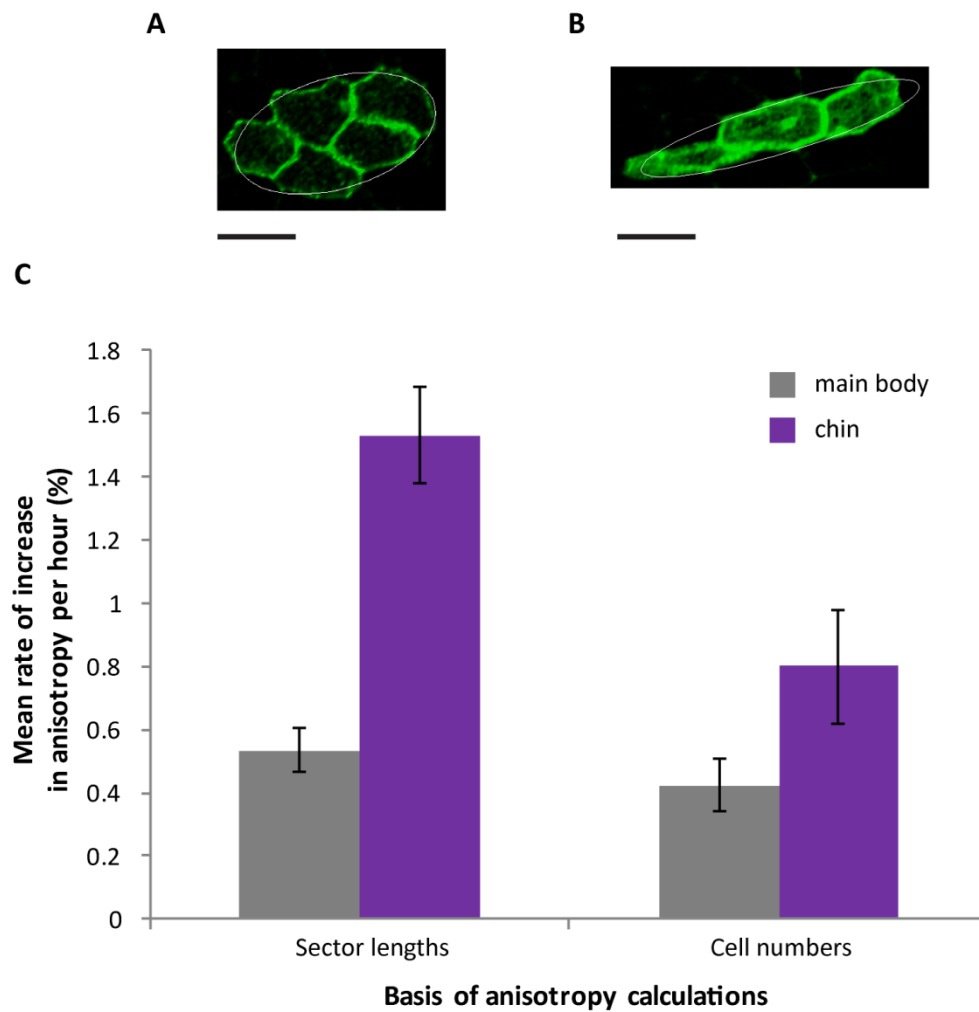 A
B
C
Mean rate of increase
in anisotropy per hour (%)
1.8
1.6
1.4
1.2
1
0.8
0.6
0.4
0.2
0
main body
chin
Sector lengths
Cell numbers
Basis of anisotropy calculations